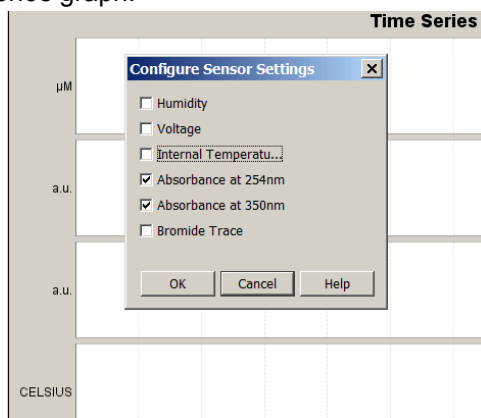 Time Series
Configure Sensor Settings
µM
Humidity
Voltage
Internal Temperatu...
a.u.
Absorbance at 254nm
Absorbance at 350nm
Bromide Trace
a.u.
OK Cancel Help
CELSIUS